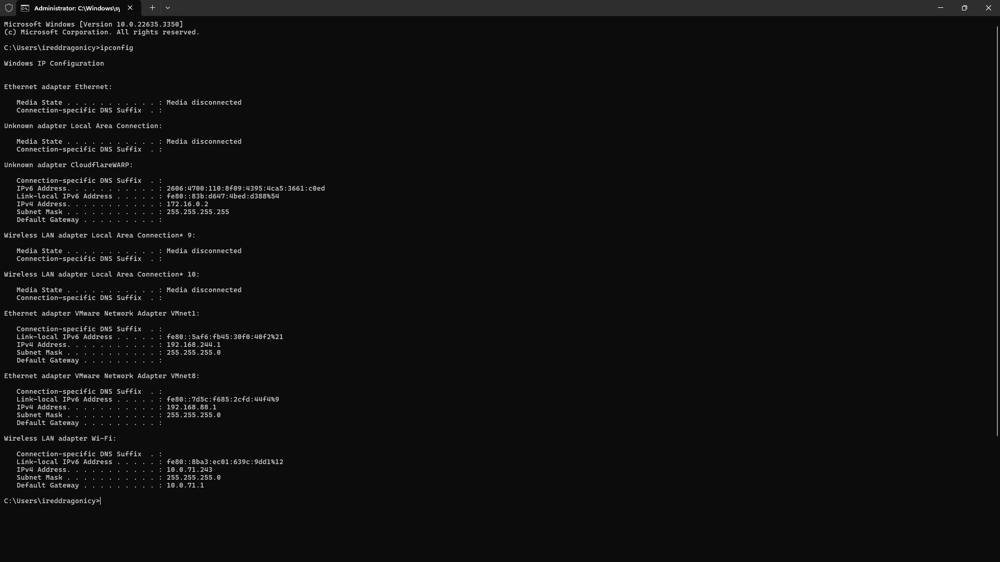 Administrator: C:\Windows\sy
Microsoft Windows [Version 10.0.22635.3350]
(c) Microsoft Corporation. All rights reserved.
C:\Users\ireddragonicy>ipconfig
Windows IP Configuration
Ethernet adapter Ethernet:
Media State . . . . . . . . . . . : Media disconnected
Connection-specific DNS Suffix  . :
Unknown adapter Local Area Connection:
Media State . . . . . . . . . . . : Media disconnected
Connection-specific DNS Suffix  . :
Unknown adapter CloudflareWARP:
Connection-specific DNS Suffix  . :
IPv6 Address. . . . . . . . . . . : 2606:4700:110:8f09:4395:4ca5:3661:c0ed
Link-local IPv6 Address . . . . . : fe80::83b:d647:4bed:d388%54
IPv4 Address. . . . . . . . . . . : 172.16.0.2
Subnet Mask . . . . . . . . . . . : 255.255.255.255
Default Gateway . . . . . . . . . :
Wireless LAN adapter Local Area Connection* 9:
Media State . . . . . . . . . . . : Media disconnected
Connection-specific DNS Suffix  . :
Wireless LAN adapter Local Area Connection* 10:
Media State . . . . . . . . . . . : Media disconnected
Connection-specific DNS Suffix  . :
Ethernet adapter VMware Network Adapter VMnet1:
Connection-specific DNS Suffix  . :
Link-local IPv6 Address . . . . . : fe80::5af6:fb45:30f0:40f2%21
IPv4 Address. . . . . . . . . . . : 192.168.244.1
Subnet Mask . . . . . . . . . . . : 255.255.255.0
Default Gateway . . . . . . . . . :
Ethernet adapter VMware Network Adapter VMnet8:
Connection-specific DNS Suffix  . :
Link-local IPv6 Address . . . . . : fe80::7d5c:f685:2cfd:44f4%9
IPv4 Address. . . . . . . . . . . : 192.168.88.1
Subnet Mask . . . . . . . . . . . : 255.255.255.0
Default Gateway . . . . . . . . . :
Wireless LAN adapter Wi-Fi:
Connection-specific DNS Suffix  . :
Link-local IPv6 Address . . . . . : fe80::8ba3:ec01:639c:9dd1%12
IPv4 Address. . . . . . . . . . . : 10.0.71.243
Subnet Mask . . . . . . . . . . . : 255.255.255.0
Default Gateway . . . . . . . . . : 10.0.71.1
C:\Users\ireddragonicy>